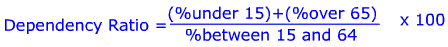 Dependency Ratio = (%under 15)+(%over 65) x 100
%between 15 and 64